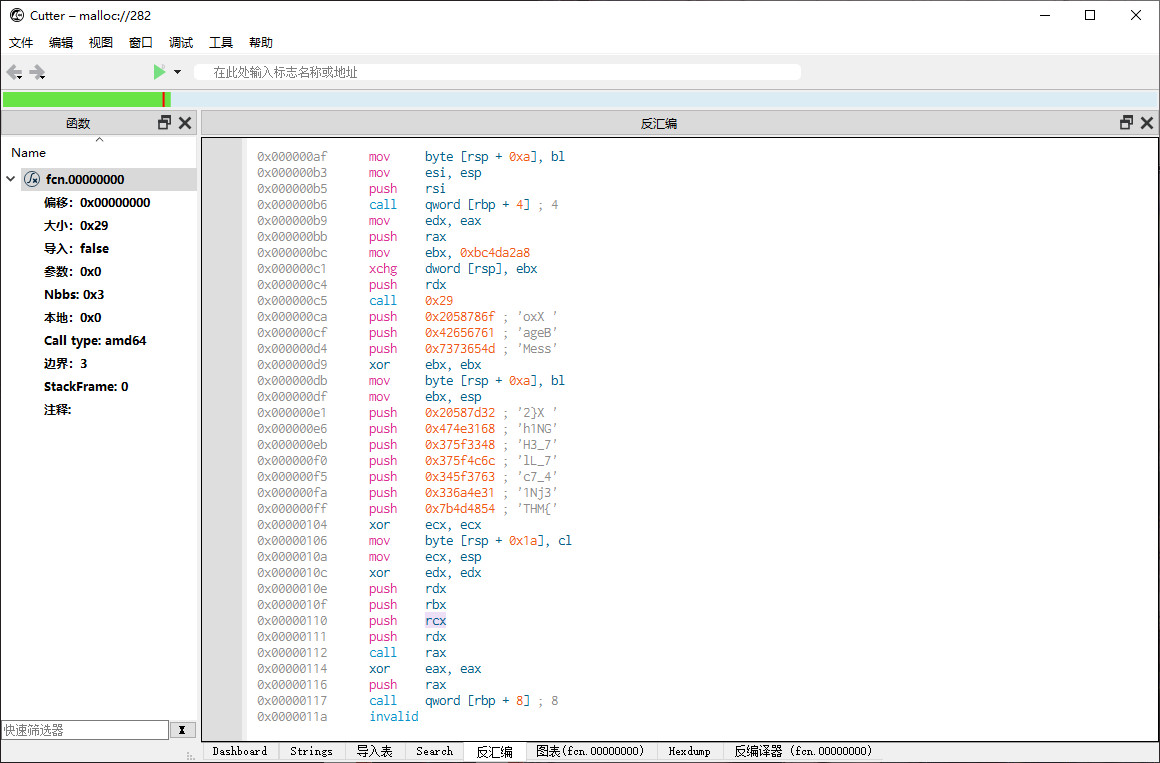 Cutter – malloc://282
文件 编辑 视图 窗口 调试 工具 帮助
在此处输入标志名称或地址
函数
反汇编
Name
fcn.00000000
偏移: 0x00000000
大小: 0x29
导入: false
参数: 0x0
Nbbs: 0x3
本地: 0x0
Call type: amd64
边界: 3
StackFrame: 0
注释:
0x000000af mov byte [rsp + 0xa], bl
0x000000b3 mov esi, esp
0x000000b5 push rsi
0x000000b6 call qword [rbp + 4] ; 4
0x000000b9 mov edx, eax
0x000000bb push rax
0x000000bc mov ebx, 0xbc4da2a8
0x000000c1 xchg dword [rsp], ebx
0x000000c4 push rdx
0x000000c5 call 0x29
0x000000ca push 0x2058786f ; 'oxX '
0x000000cf push 0x42656761 ; 'ageB'
0x000000d4 push 0x7373654d ; 'Mess'
0x000000d9 xor ebx, ebx
0x000000db mov byte [rsp + 0xa], bl
0x000000df mov ebx, esp
0x000000e1 push 0x20587d32 ; '2}X '
0x000000e6 push 0x474e3168 ; 'h1NG'
0x000000eb push 0x375f3348 ; 'H3_7'
0x000000f0 push 0x375f4c6c ; 'lL_7'
0x000000f5 push 0x345f3763 ; 'c7_4'
0x000000fa push 0x336a4e31 ; '1Nj3'
0x000000ff push 0x7b4d4854 ; 'THM{'
0x00000104 xor ecx, ecx
0x00000106 mov byte [rsp + 0x1a], cl
0x0000010a mov ecx, esp
0x0000010c xor edx, edx
0x0000010e push rdx
0x0000010f push rbx
0x00000110 push rcx
0x00000111 push rdx
0x00000112 call rax
0x00000114 xor eax, eax
0x00000116 push rax
0x00000117 call qword [rbp + 8] ; 8
0x0000011a invalid
快速筛选器 X
Dashboard Strings 导入表 Search 反汇编 图表(fcn.00000000) Hexdump 反编译器 (fcn.00000000)